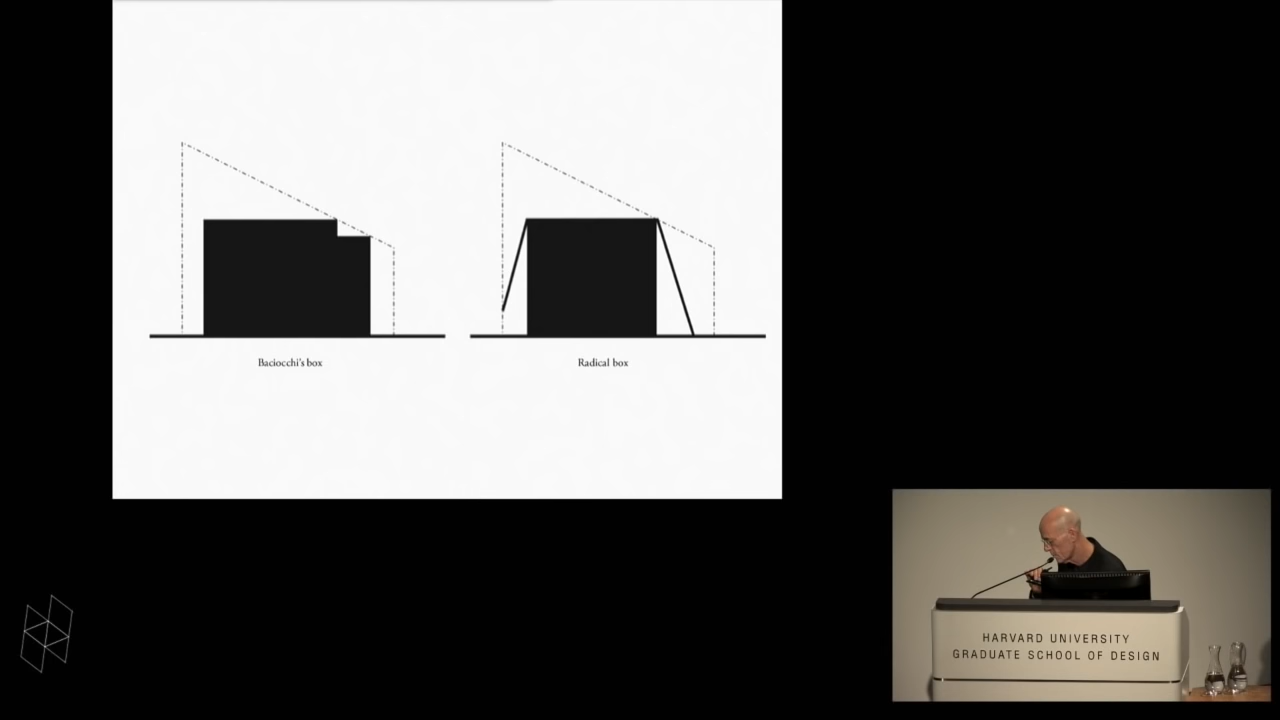 Baciocchi's box
Radical box
HARVARD UNIVERSITY
GRADUATE SCHOOL OF DESIGN